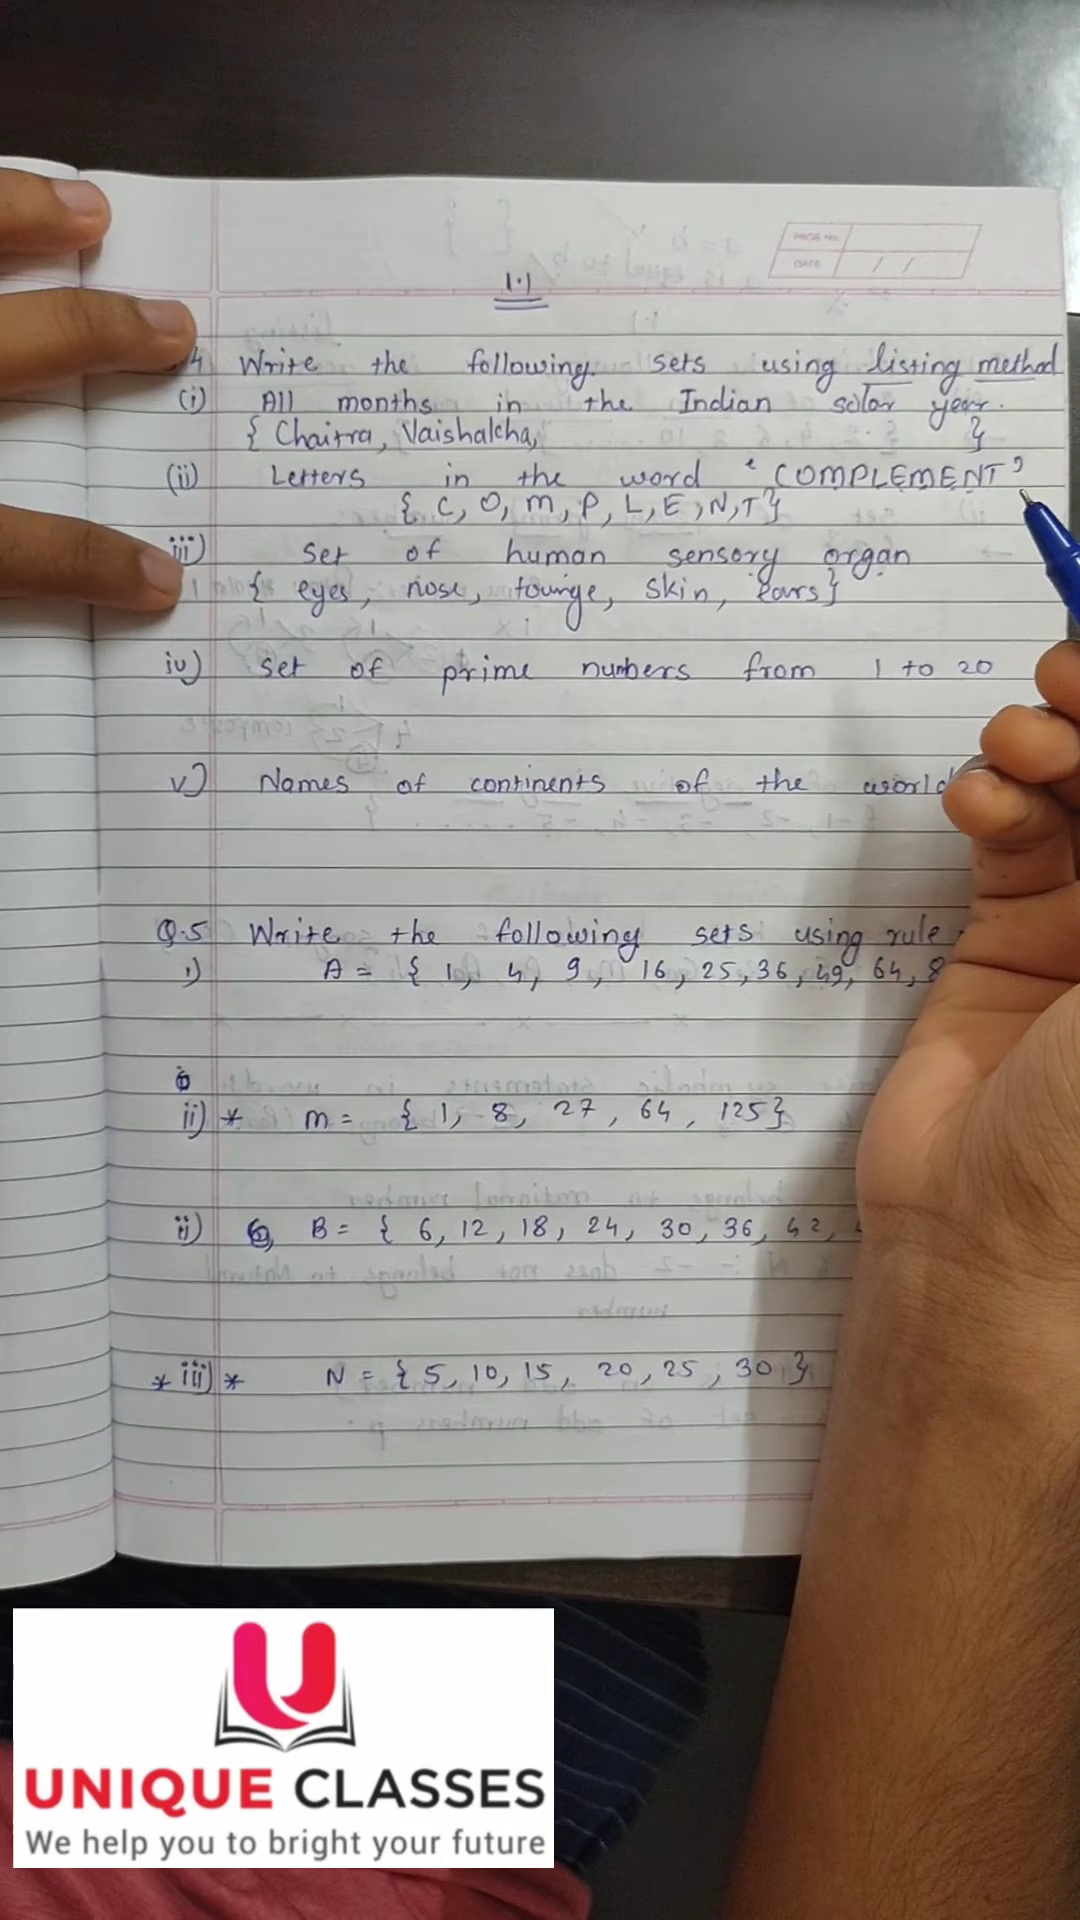 PAGE NO.
DATE / /
1.1
4 Write the following sets using listing method
(i) All months in the Indian solar year.
{ Chaitra, Vaishakha, }
(ii) Letters in the word 'COMPLEMENT'
{ C, O, M, P, L, E, N, T }
iii) Set of human sensory organ
{ eyes, nose, tounge, skin, ears}
iv) Set of prime numbers from 1 to 20
v) Names of continents of the world
Q.5 Write the following sets using rule
i) A = { 1, 4, 9, 16, 25, 36, 49, 64, 8
ii) * M = { 1, 8, 27, 64, 125}
ii) B = { 6, 12, 18, 24, 30, 36, 42,
* iii) * N = { 5, 10, 15, 20, 25, 30 }
UNIQUE CLASSES
We help you to bright your future